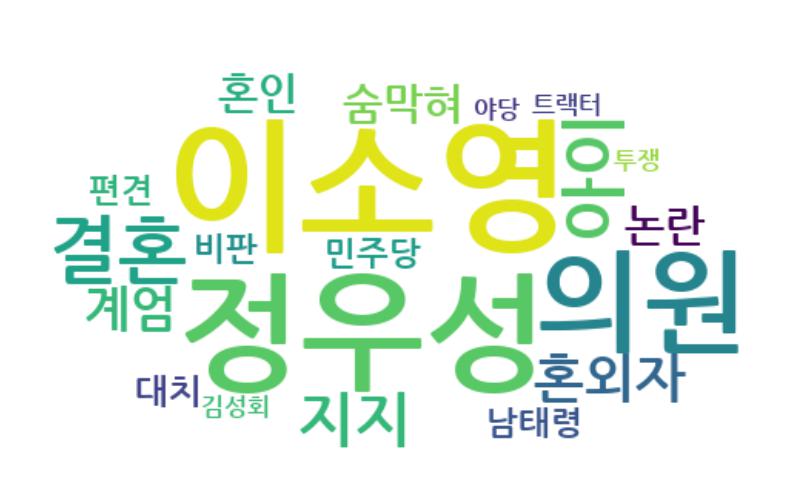 혼인
숨막혀
야당
트랙터
이소영
홍
투쟁
편견
결혼
비판
민주당
논란
계엄
정우성
의원
혼외자
대치
김성회
지지
남태령